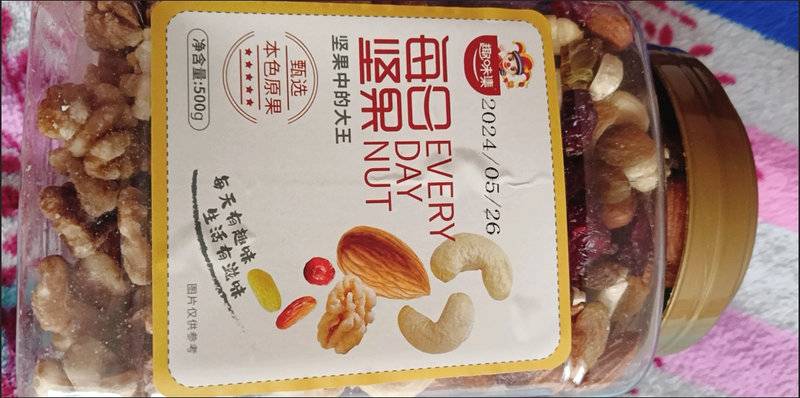 趣味集
2024/05/26
每日坚果
EVERY
DAY
NUT
坚果中的大王
甄选
本色原果
净含量:500g
每天有趣味
生活有滋味
图片仅供参考